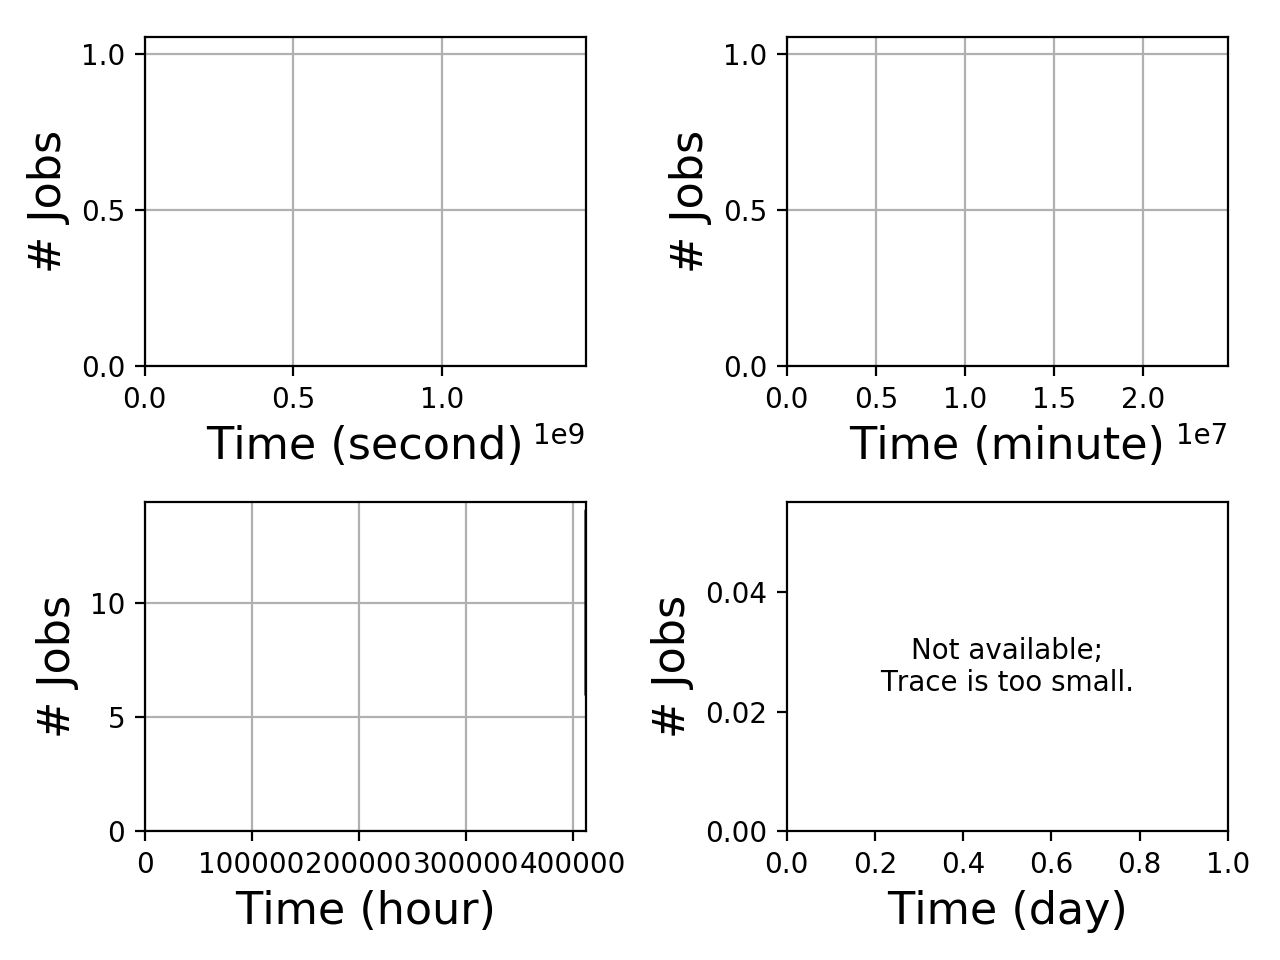 1.0
0.5
0.0
# Jobs
0.0 0.5 1.0
Time (second) 1e9
1.0
0.5
0.0
# Jobs
0.0 0.5 1.0 1.5 2.0
Time (minute) 1e7
10
5
0
# Jobs
0 100000 200000 300000 400000
Time (hour)
0.04
0.02
0.00
# Jobs
Not available;
Trace is too small.
0.0 0.2 0.4 0.6 0.8 1.0
Time (day)